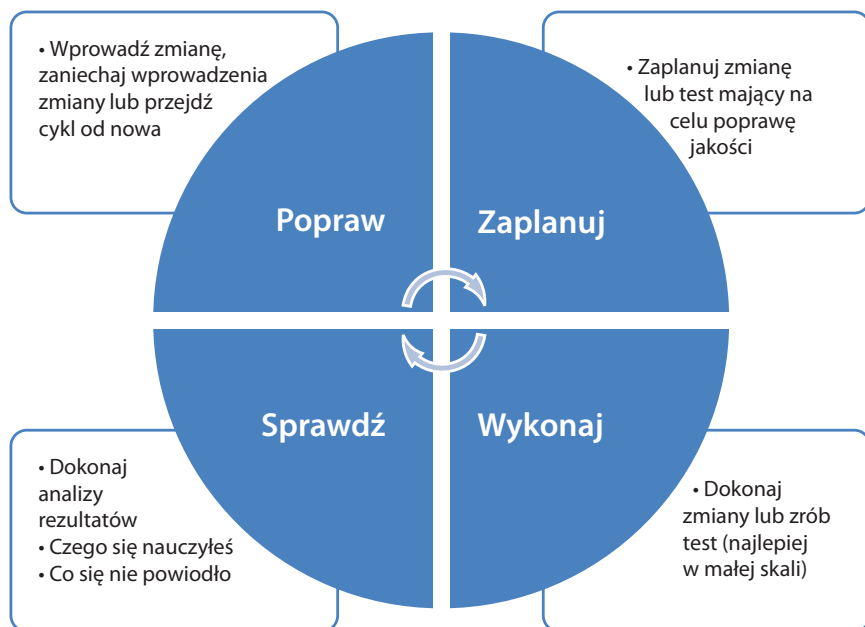 • Wprowadź zmianę,
zaniechaj wprowadzenia
zmiany lub przejdź
cykl od nowa
• Zaplanuj zmianę
lub test mający na
celu poprawę
jakości
Popraw
Zaplanuj
Sprawdź
Wykonaj
• Dokonaj
analizy
rezultatów
• Czego się nauczyłeś
• Co się nie powiodło
• Dokonaj
zmiany lub zrób
test (najlepiej
w małej skali)